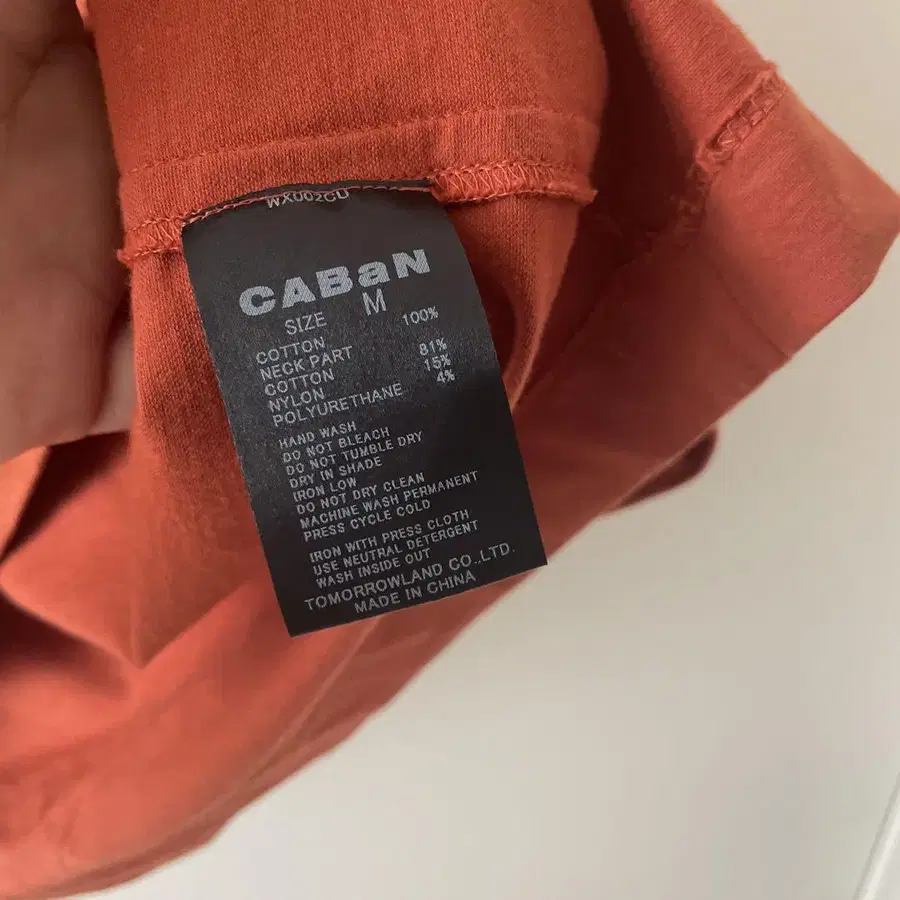 WX002CU
CABaN
SIZE M
COTTON 100%
NECK PART
COTTON 81%
NYLON 15%
POLYURETHANE 4%
HAND WASH
DO NOT BLEACH
DO NOT TUMBLE DRY
DRY IN SHADE
IRON LOW
DO NOT DRY CLEAN
MACHINE WASH PERMANENT
PRESS CYCLE COLD
IRON WITH PRESS CLOTH
USE NEUTRAL DETERGENT
WASH INSIDE OUT
TOMORROWLAND CO.,LTD.
MADE IN CHINA